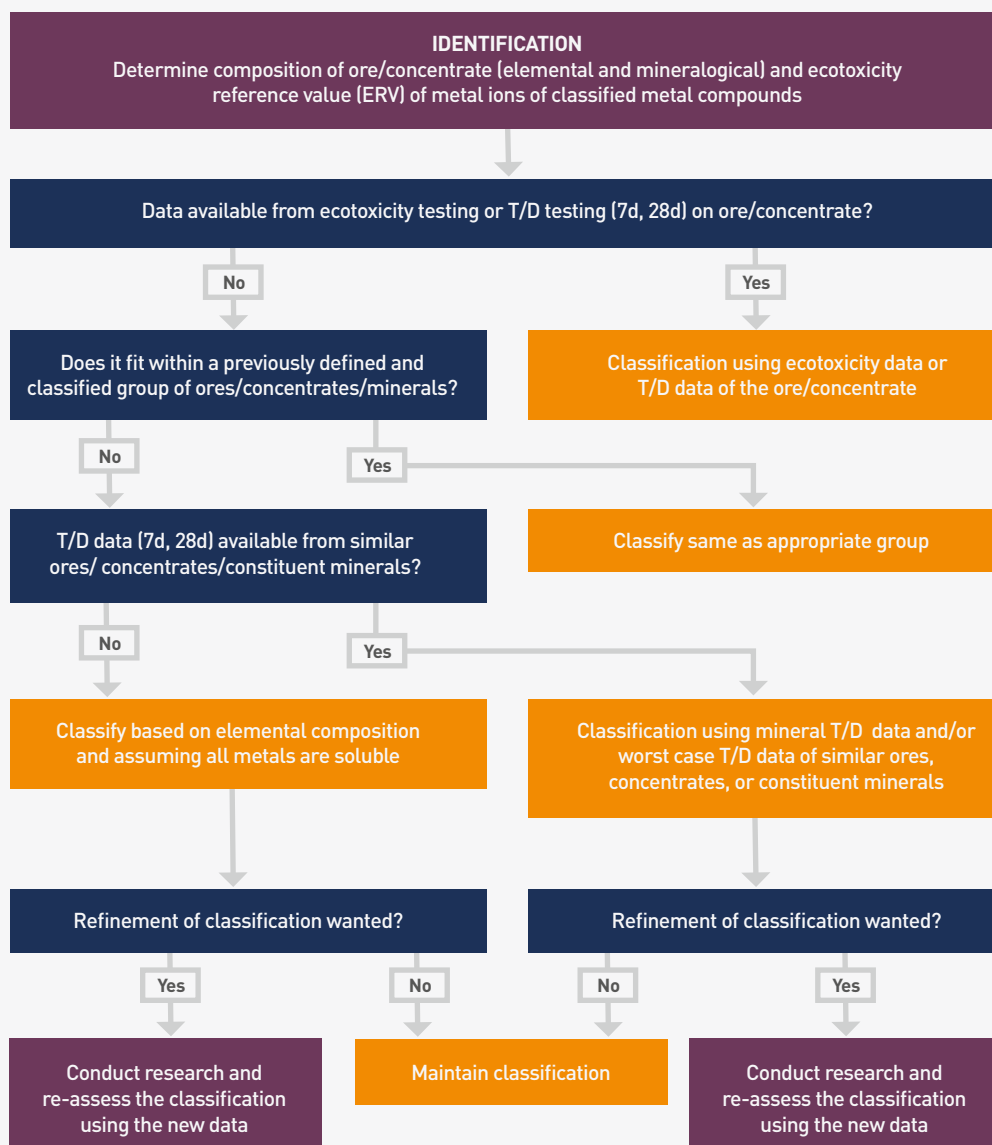 IDENTIFICATION
Determine composition of ore/concentrate (elemental and mineralogical) and ecotoxicity
reference value (ERV) of metal ions of classified metal compounds
Data available from ecotoxicity testing or T/D testing (7d, 28d) on ore/concentrate?
No
Yes
Does it fit within a previously defined and
classified group of ores/concentrates/minerals?
Classification using ecotoxicity data or
T/D data of the ore/concentrate
No
Yes
T/D data (7d, 28d) available from similar
ores/ concentrates/constituent minerals?
Classify same as appropriate group
No
Yes
Classify based on elemental composition
and assuming all metals are soluble
Classification using mineral T/D data and/or
worst case T/D data of similar ores,
concentrates, or constituent minerals
Refinement of classification wanted?
Refinement of classification wanted?
Yes
No
No
Yes
Conduct research and
re-assess the classification
using the new data
Maintain classification
Conduct research and
re-assess the classification
using the new data